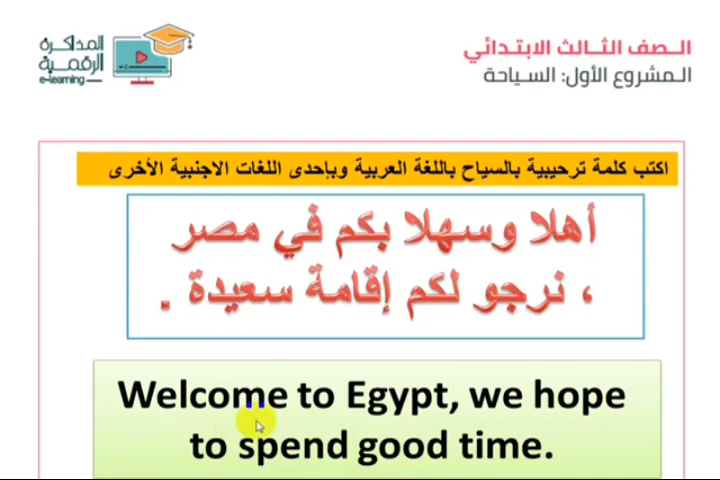 المذاكرة
الرقمية
e-learning
الصف الثالث الابتدائي
المشروع الأول: السياحة
اكتب كلمة ترحيبية بالسياح باللغة العربية وبإحدى اللغات الاجنبية الأخرى
أهلا وسهلا بكم في مصر
، نرجو لكم إقامة سعيدة .
Welcome to Egypt, we hope
to spend good time.